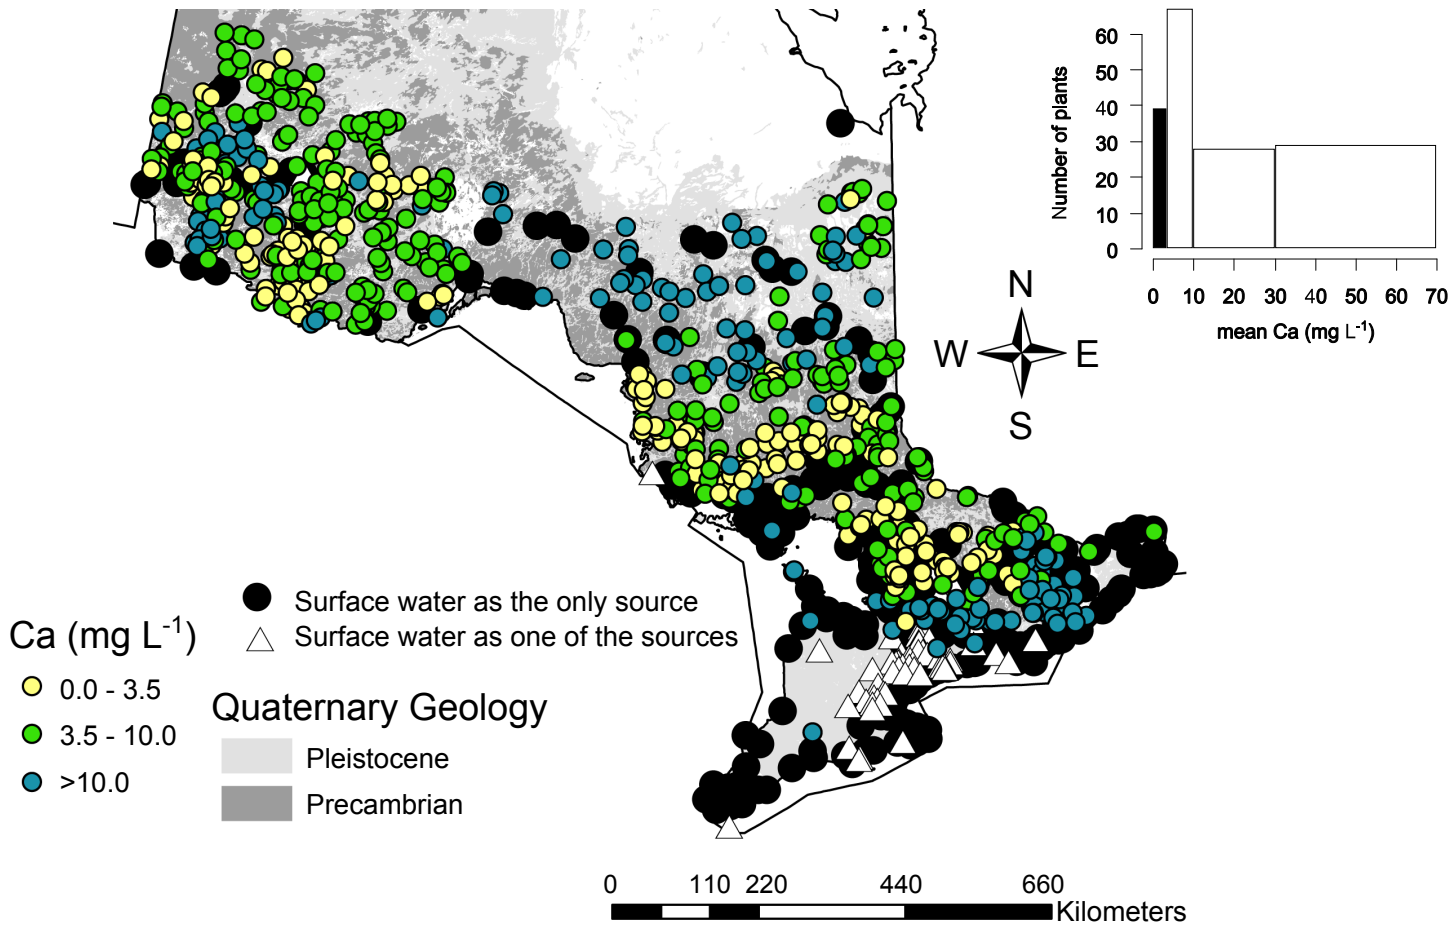 60
50
40
30
20
10
0
Number of plants
0 10 20 30 40 50 60 70
mean Ca (mg L⁻¹)
N
W E
S
Surface water as the only source
Surface water as one of the sources
Ca (mg L⁻¹)
0.0 - 3.5
3.5 - 10.0
>10.0
Quaternary Geology
Pleistocene
Precambrian
0 110 220 440 660
Kilometers